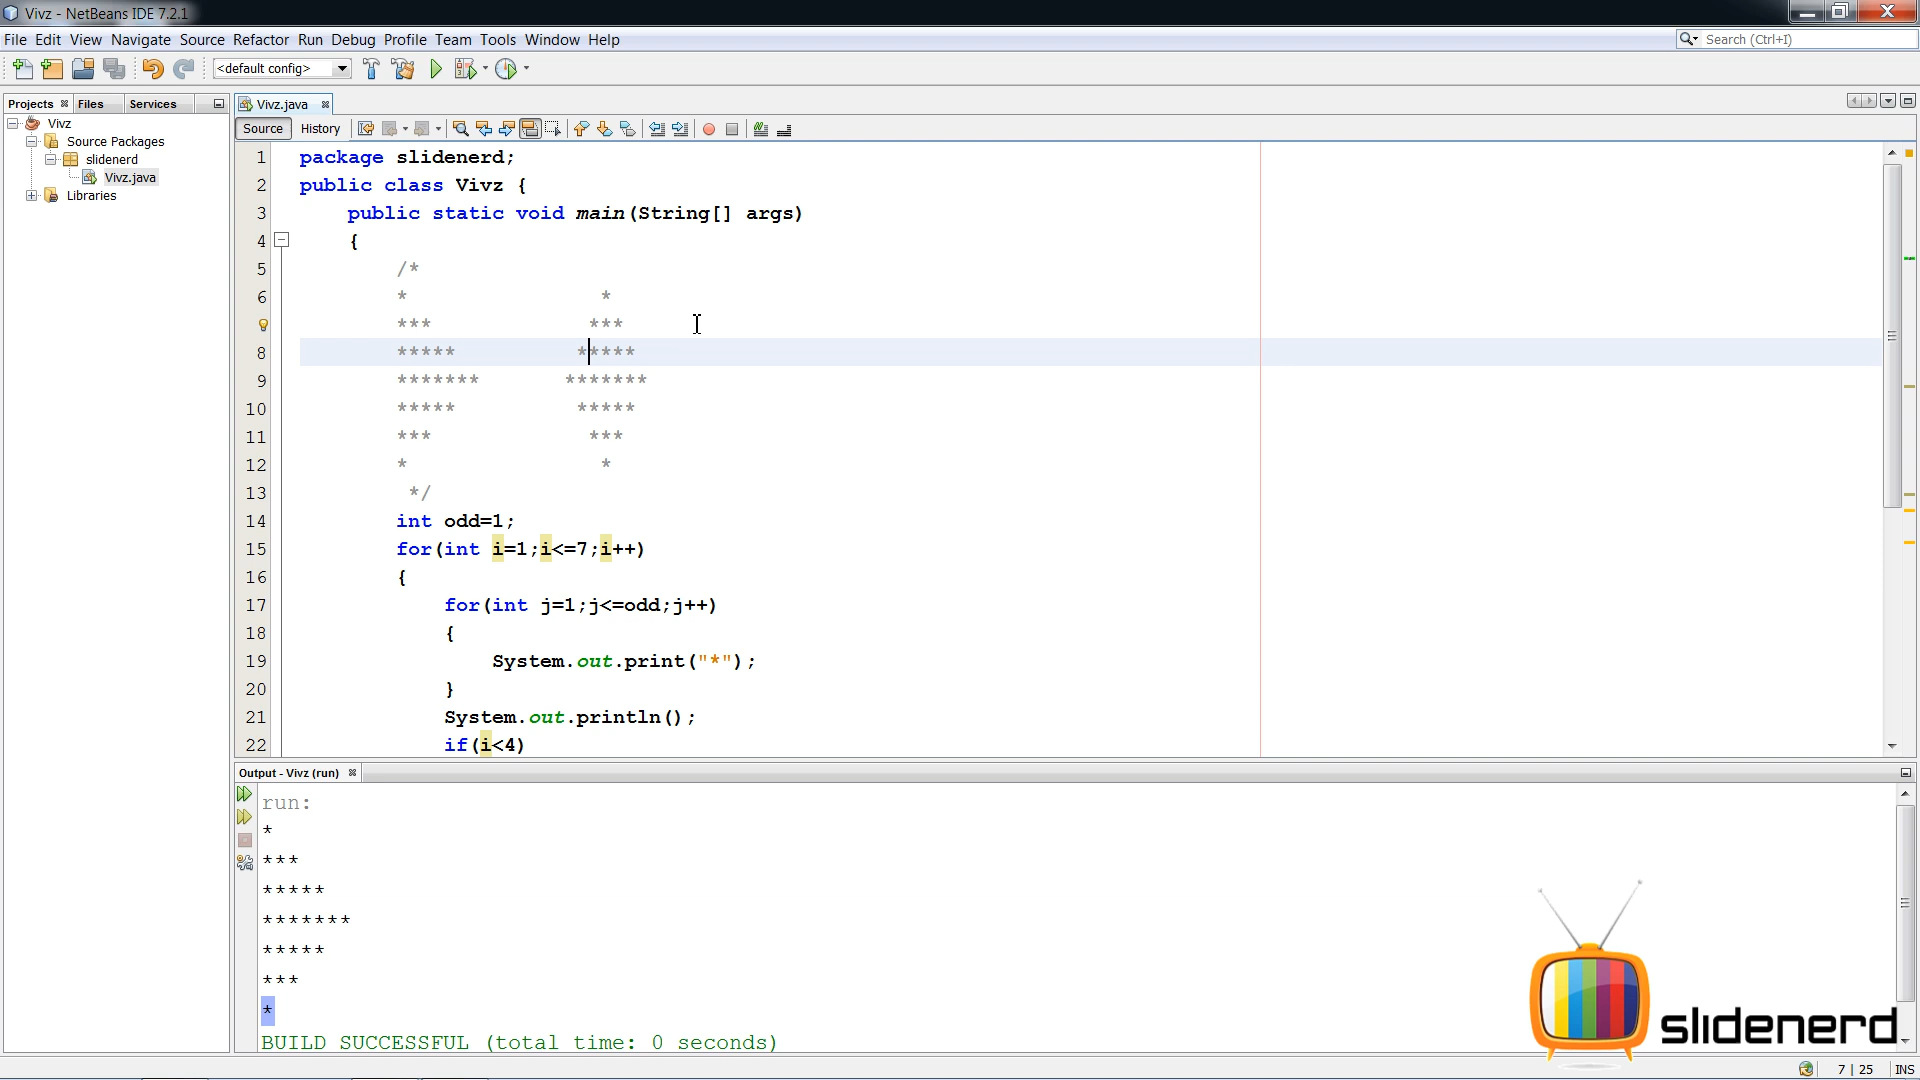 Vivz - NetBeans IDE 7.2.1
File Edit View Navigate Source Refactor Run Debug Profile Team Tools Window Help
Search (Ctrl+I)
<default config>
Projects Files Services
Vivz.java
Vivz
Source Packages
slidenerd
Vivz.java
Libraries
Source History
1 package slidenerd;
2 public class Vivz {
3 public static void main(String[] args)
4 {
5 /*
6 * *
*** ***
8 ***** *****
9 ******* *******
10 ***** *****
11 *** ***
12 * *
13 */
14 int odd=1;
15 for(int i=1;i<=7;i++)
16 {
17 for(int j=1;j<=odd;j++)
18 {
19 System.out.print("*");
20 }
21 System.out.println();
22 if(i<4)
Output - Vivz (run)
run:
*
***
*****
*******
*****
***
*
BUILD SUCCESSFUL (total time: 0 seconds)
slidenerd
7 | 25 INS